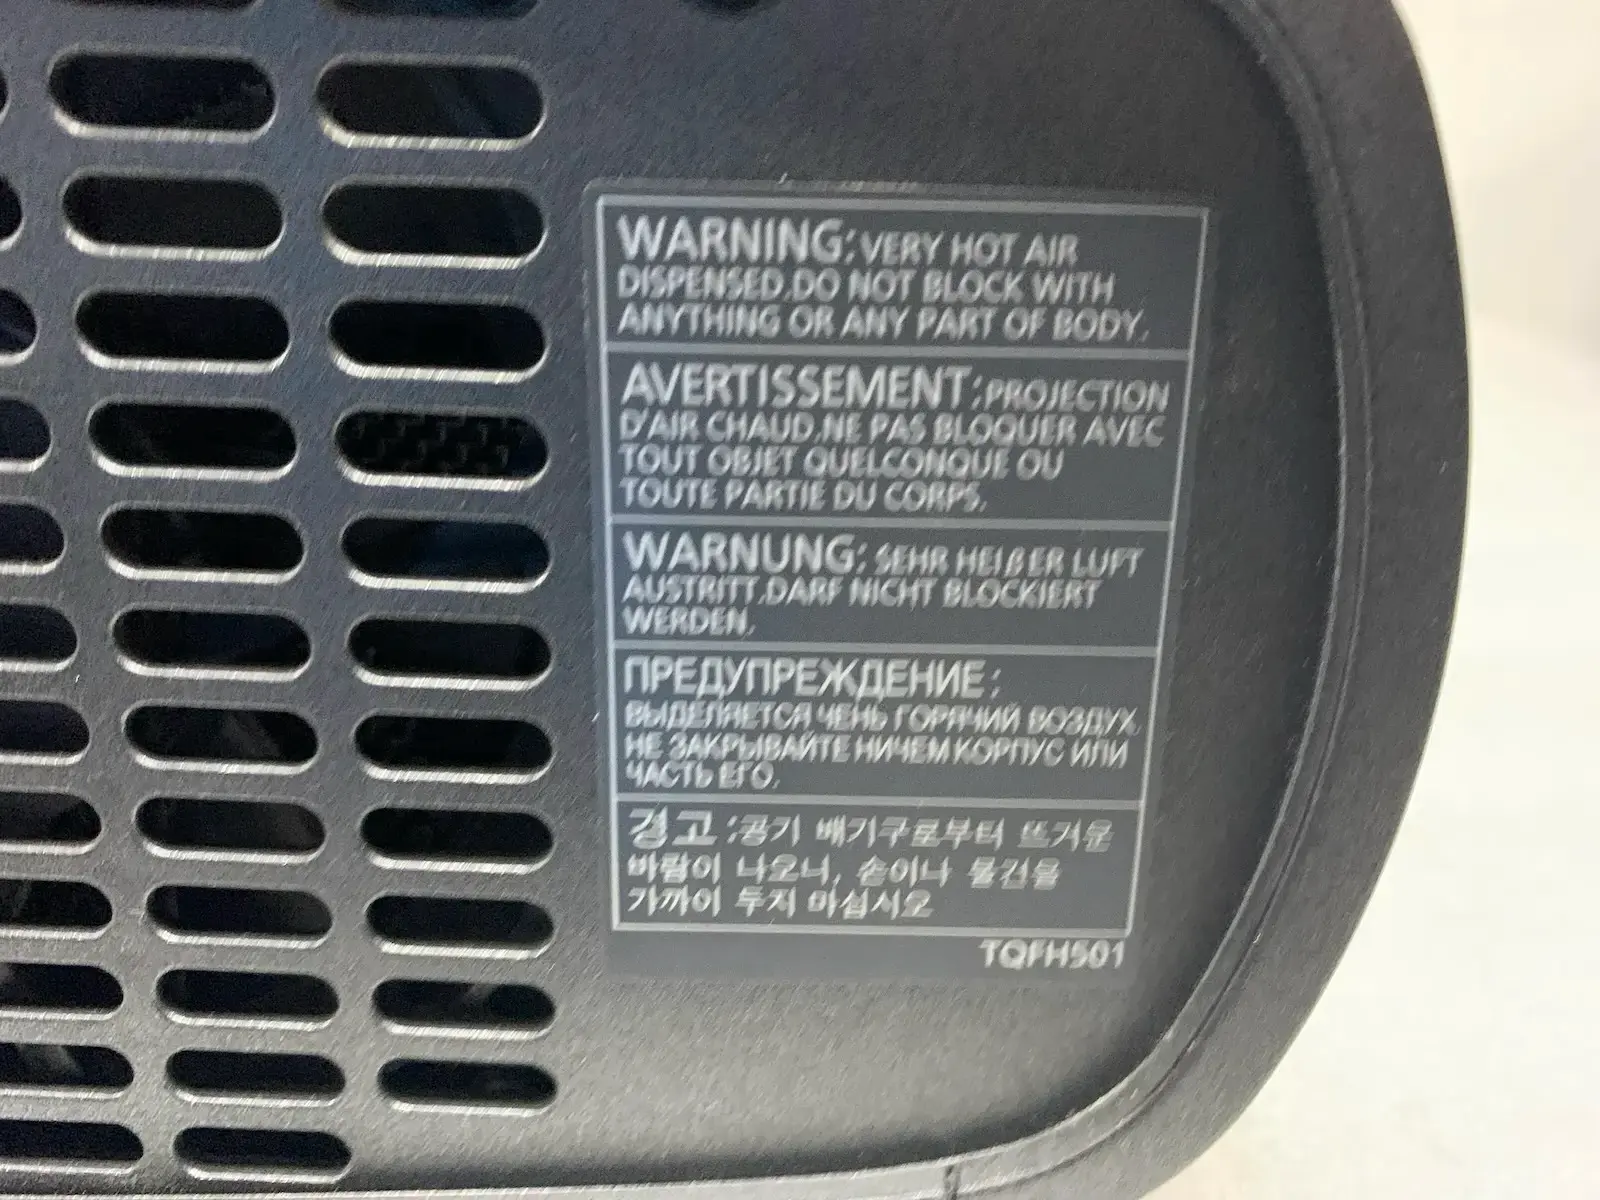 WARNING: VERY HOT AIR
DISPENSED.DO NOT BLOCK WITH
ANYTHING OR ANY PART OF BODY.
AVERTISSEMENT:PROJECTION
D'AIR CHAUD.NE PAS BLOQUER AVEC
TOUT OBJET QUELCONQUE OU
TOUTE PARTIE DU CORPS.
WARNUNG: SEHR HEIßER LUFT
AUSTRITT.DARF NICHT BLOCKIERT
WERDEN.
ПРЕДУПРЕЖДЕНИЕ:
ВЫДЕЛЯЕТСЯ ЧЕНЬ ГОРЯЧИЙ ВОЗДУХ.
НЕ ЗАКРЫВАЙТЕ НИЧЕМ КОРПУС ИЛИ
ЧАСТЬ ЕГО.
경고:공기 배기구로부터 뜨거운
바람이 나오니, 손이나 물건을
가까이 두지 마십시오
TQFH501